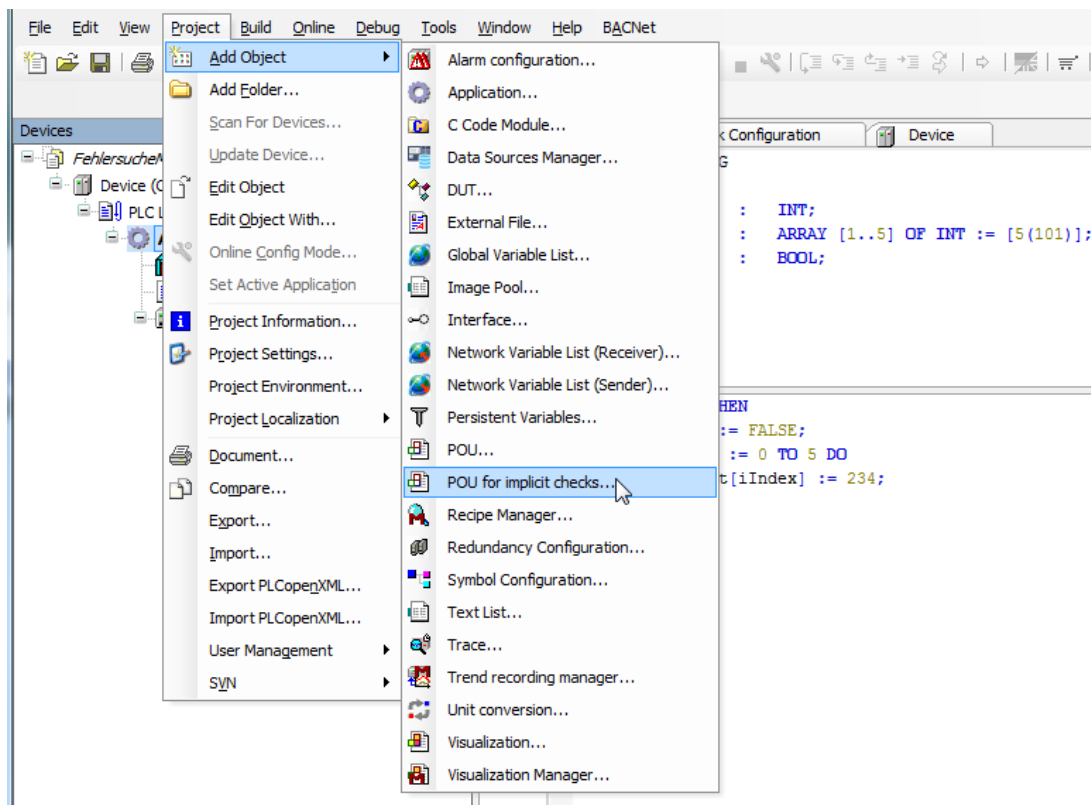 File Edit View Project Build Online Debug Tools Window Help BACNet
Add Object
Add Folder...
Scan For Devices...
Update Device...
Edit Object
Edit Object With...
Online Config Mode...
Set Active Application
Project Information...
Project Settings...
Project Environment...
Project Localization
Document...
Compare...
Export...
Import...
Export PLCopenXML...
Import PLCopenXML...
User Management
SVN
Alarm configuration...
Application...
C Code Module...
Data Sources Manager...
DUT...
External File...
Global Variable List...
Image Pool...
Interface...
Network Variable List (Receiver)...
Network Variable List (Sender)...
Persistent Variables...
POU...
POU for implicit checks...
Recipe Manager...
Redundancy Configuration...
Symbol Configuration...
Text List...
Trace...
Trend recording manager...
Unit conversion...
Visualization...
Visualization Manager...
Devices
Device
PLC
Configuration Device
: INT;
: ARRAY [1..5] OF INT := [5(101)];
: BOOL;
HEN
:= FALSE;
:= 0 TO 5 DO
t[iIndex] := 234;